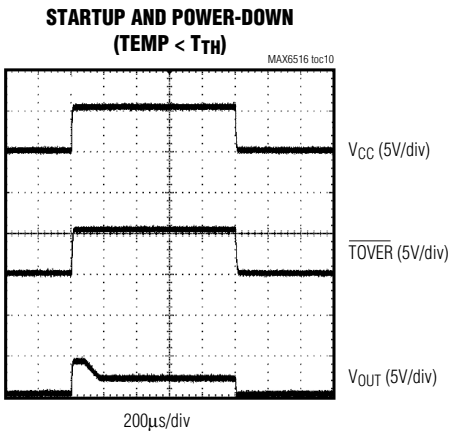 STARTUP AND POWER-DOWN
(TEMP < TTH)
MAX6516 toc10
VCC (5V/div)
TOVER (5V/div)
VOUT (5V/div)
200μs/div